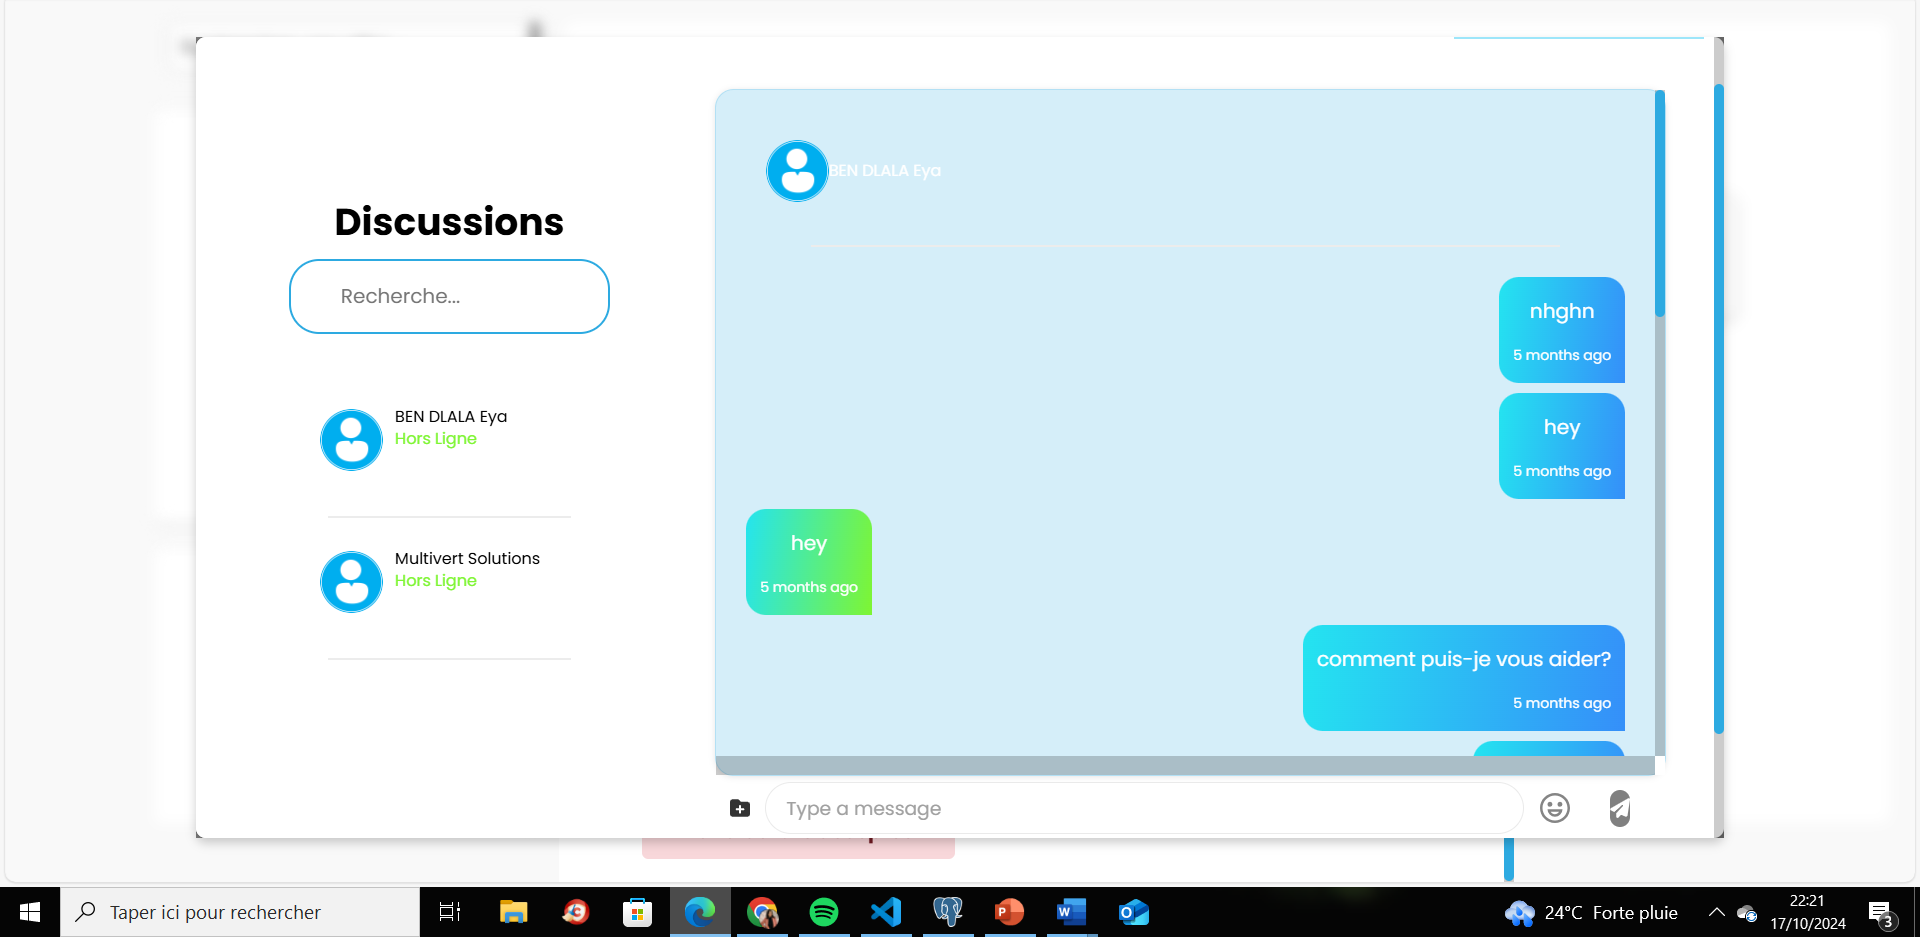 Discussions
Recherche...
BEN DLALA Eya
Hors Ligne
Multivert Solutions
Hors Ligne
BEN DLALA Eya
nhghn
5 months ago
hey
5 months ago
hey
5 months ago
comment puis-je vous aider?
5 months ago
Type a message
Taper ici pour rechercher
24°C Forte pluie
22:21
17/10/2024
3